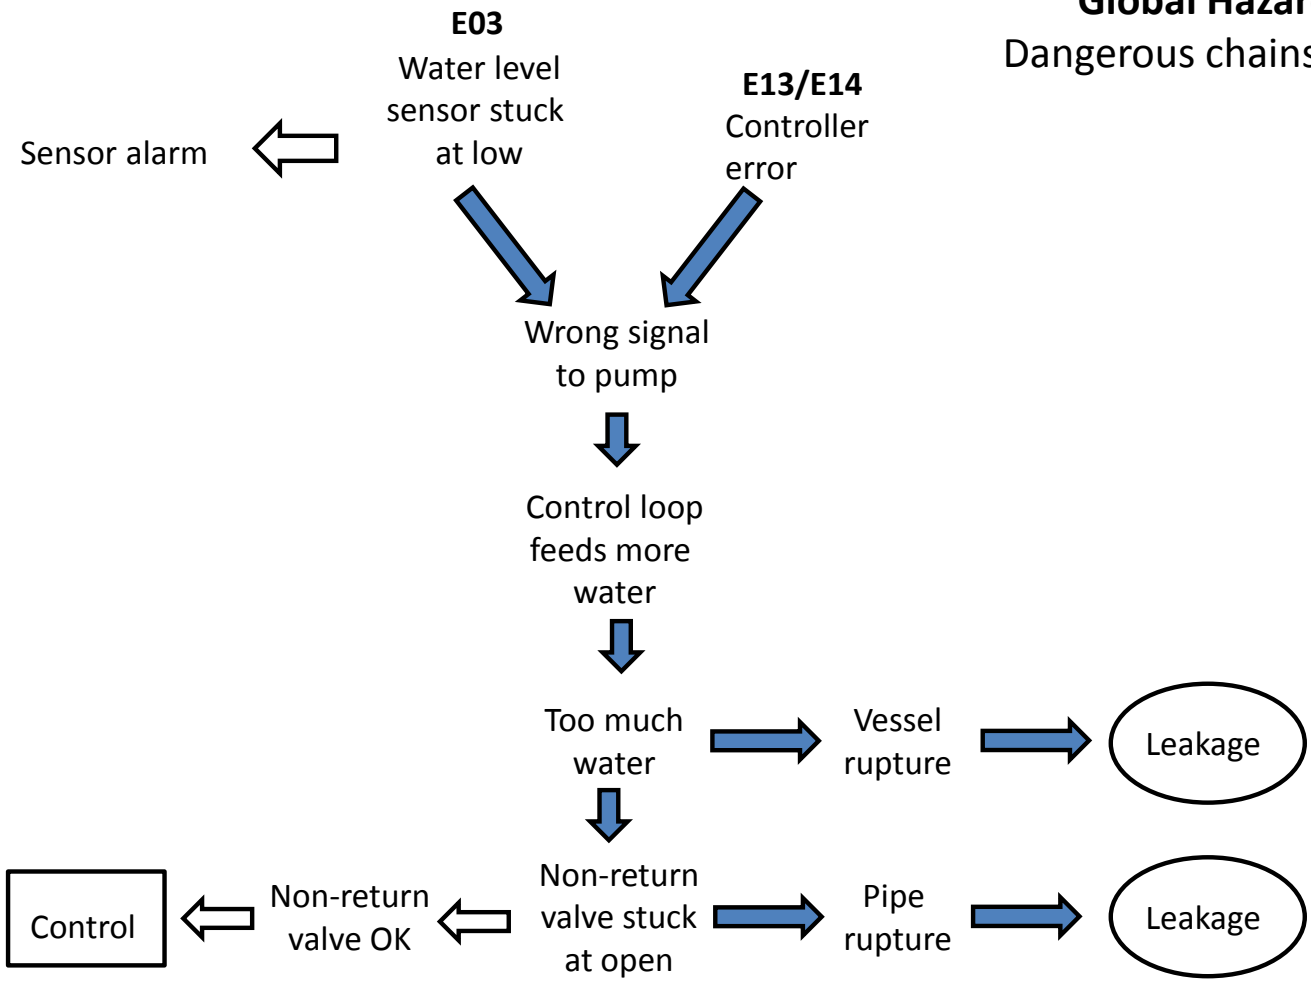 Global Hazar
Dangerous chains
E03
Water level
sensor stuck
at low
E13/E14
Controller
error
Sensor alarm
Wrong signal
to pump
Control loop
feeds more
water
Too much
water
Vessel
rupture
Leakage
Non-return
valve stuck
at open
Non-return
valve OK
Control
Pipe
rupture
Leakage